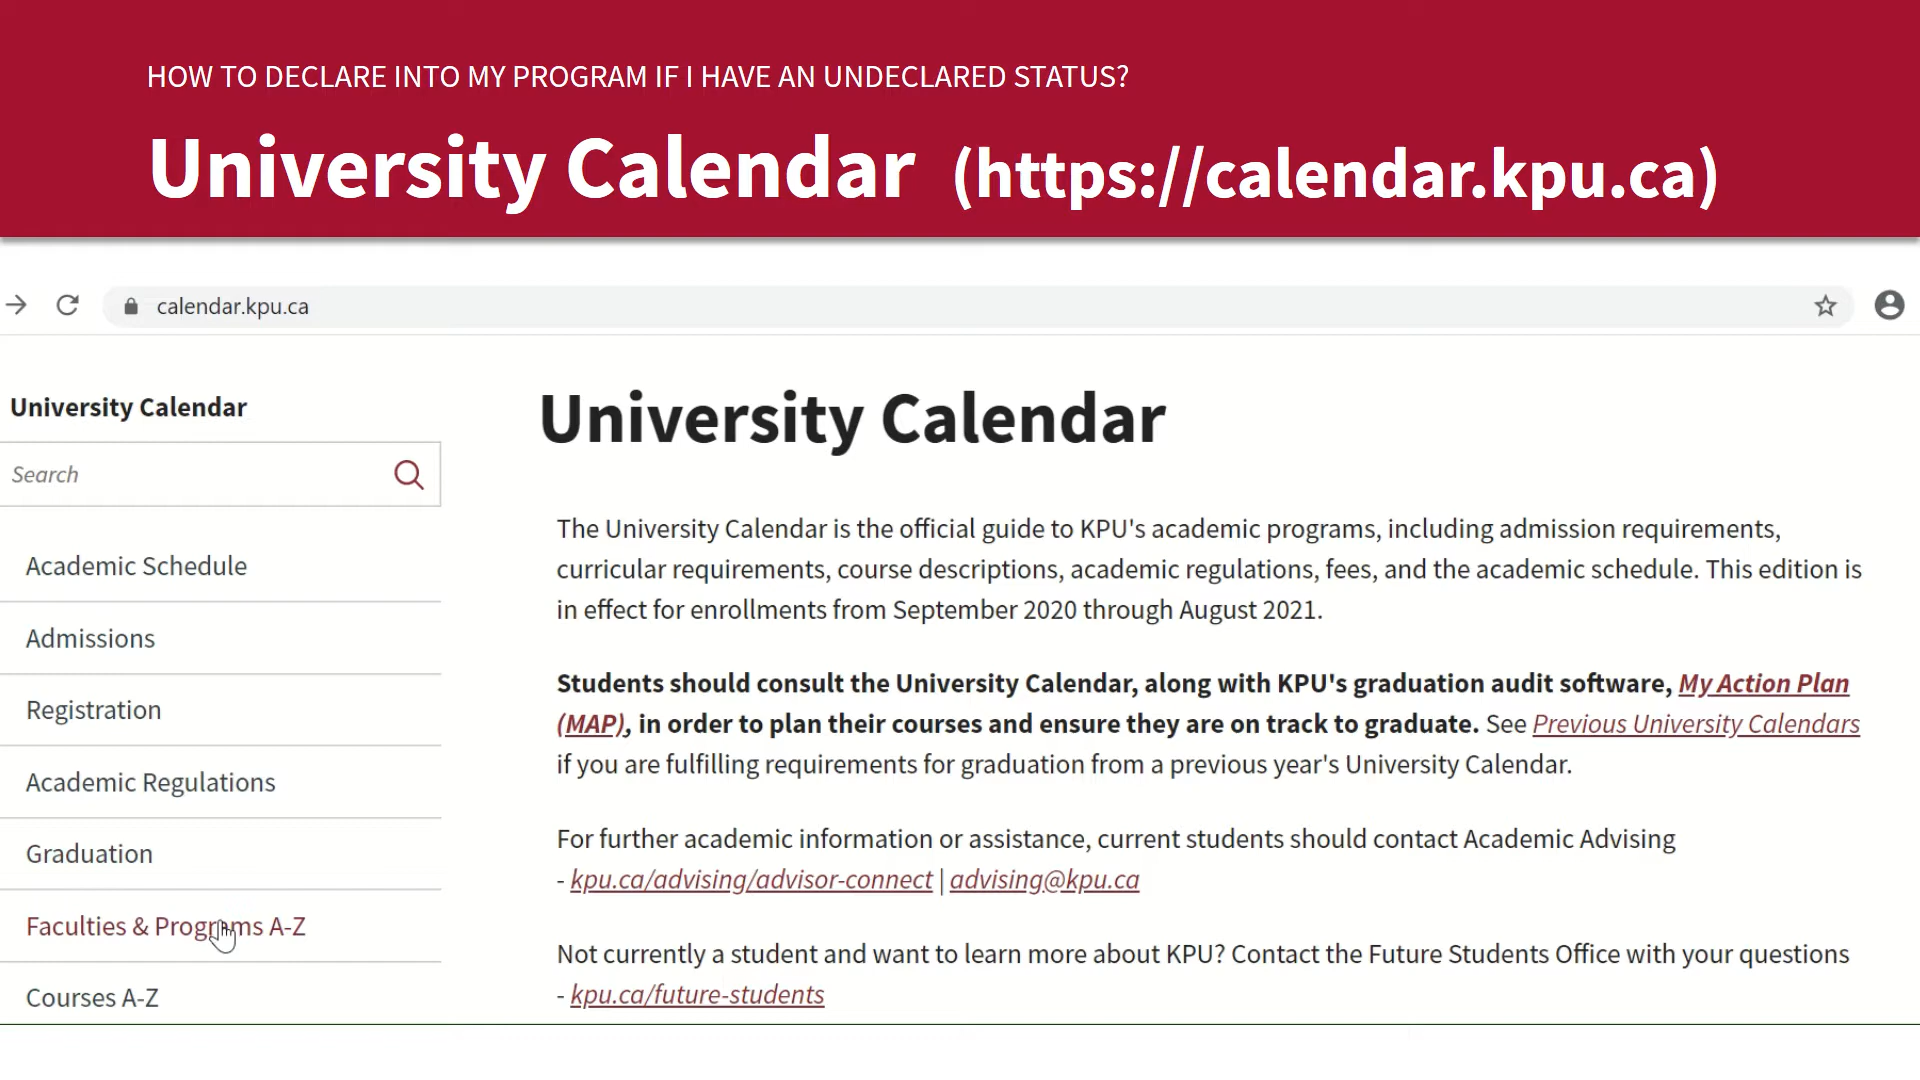 HOW TO DECLARE INTO MY PROGRAM IF I HAVE AN UNDECLARED STATUS?
University Calendar (https://calendar.kpu.ca)
calendar.kpu.ca
University Calendar
Search
Academic Schedule
Admissions
Registration
Academic Regulations
Graduation
Faculties & Programs A-Z
Courses A-Z
University Calendar
The University Calendar is the official guide to KPU's academic programs, including admission requirements,
curricular requirements, course descriptions, academic regulations, fees, and the academic schedule. This edition is
in effect for enrollments from September 2020 through August 2021.
Students should consult the University Calendar, along with KPU's graduation audit software, My Action Plan
(MAP), in order to plan their courses and ensure they are on track to graduate. See Previous University Calendars
if you are fulfilling requirements for graduation from a previous year's University Calendar.
For further academic information or assistance, current students should contact Academic Advising
- kpu.ca/advising/advisor-connect | advising@kpu.ca
Not currently a student and want to learn more about KPU? Contact the Future Students Office with your questions
- kpu.ca/future-students